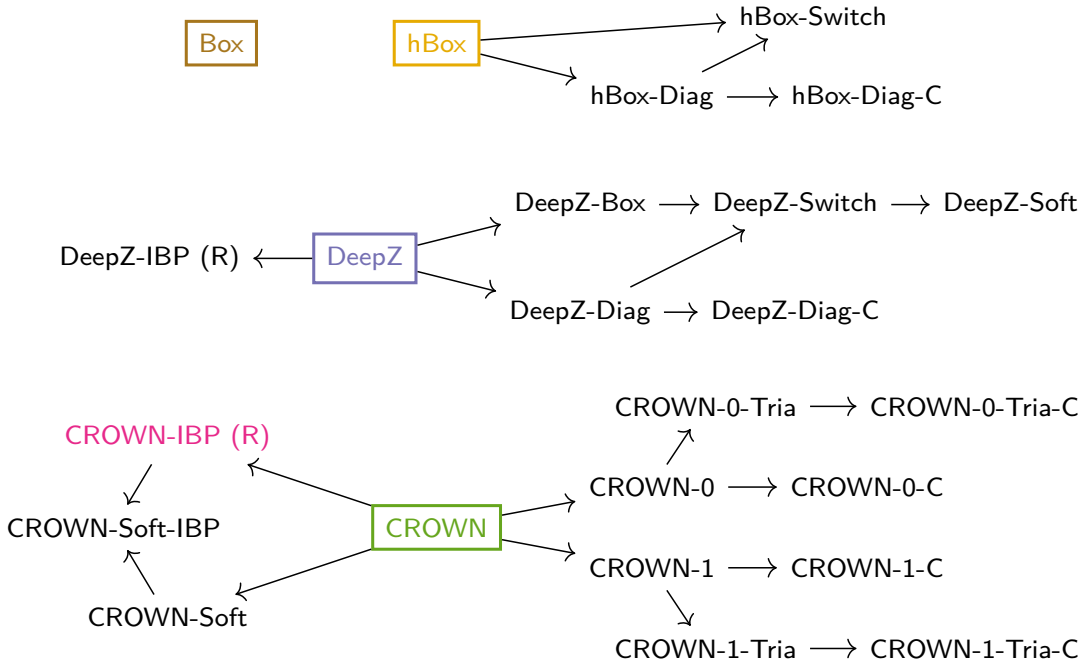 hBox-Switch
Box
hBox
hBox-Diag
hBox-Diag-C
DeepZ-Box
DeepZ-Switch
DeepZ-Soft
DeepZ-IBP (R)
DeepZ
DeepZ-Diag
DeepZ-Diag-C
CROWN-0-Tria
CROWN-0-Tria-C
CROWN-IBP (R)
CROWN-0
CROWN-0-C
CROWN-Soft-IBP
CROWN
CROWN-1
CROWN-1-C
CROWN-Soft
CROWN-1-Tria
CROWN-1-Tria-C